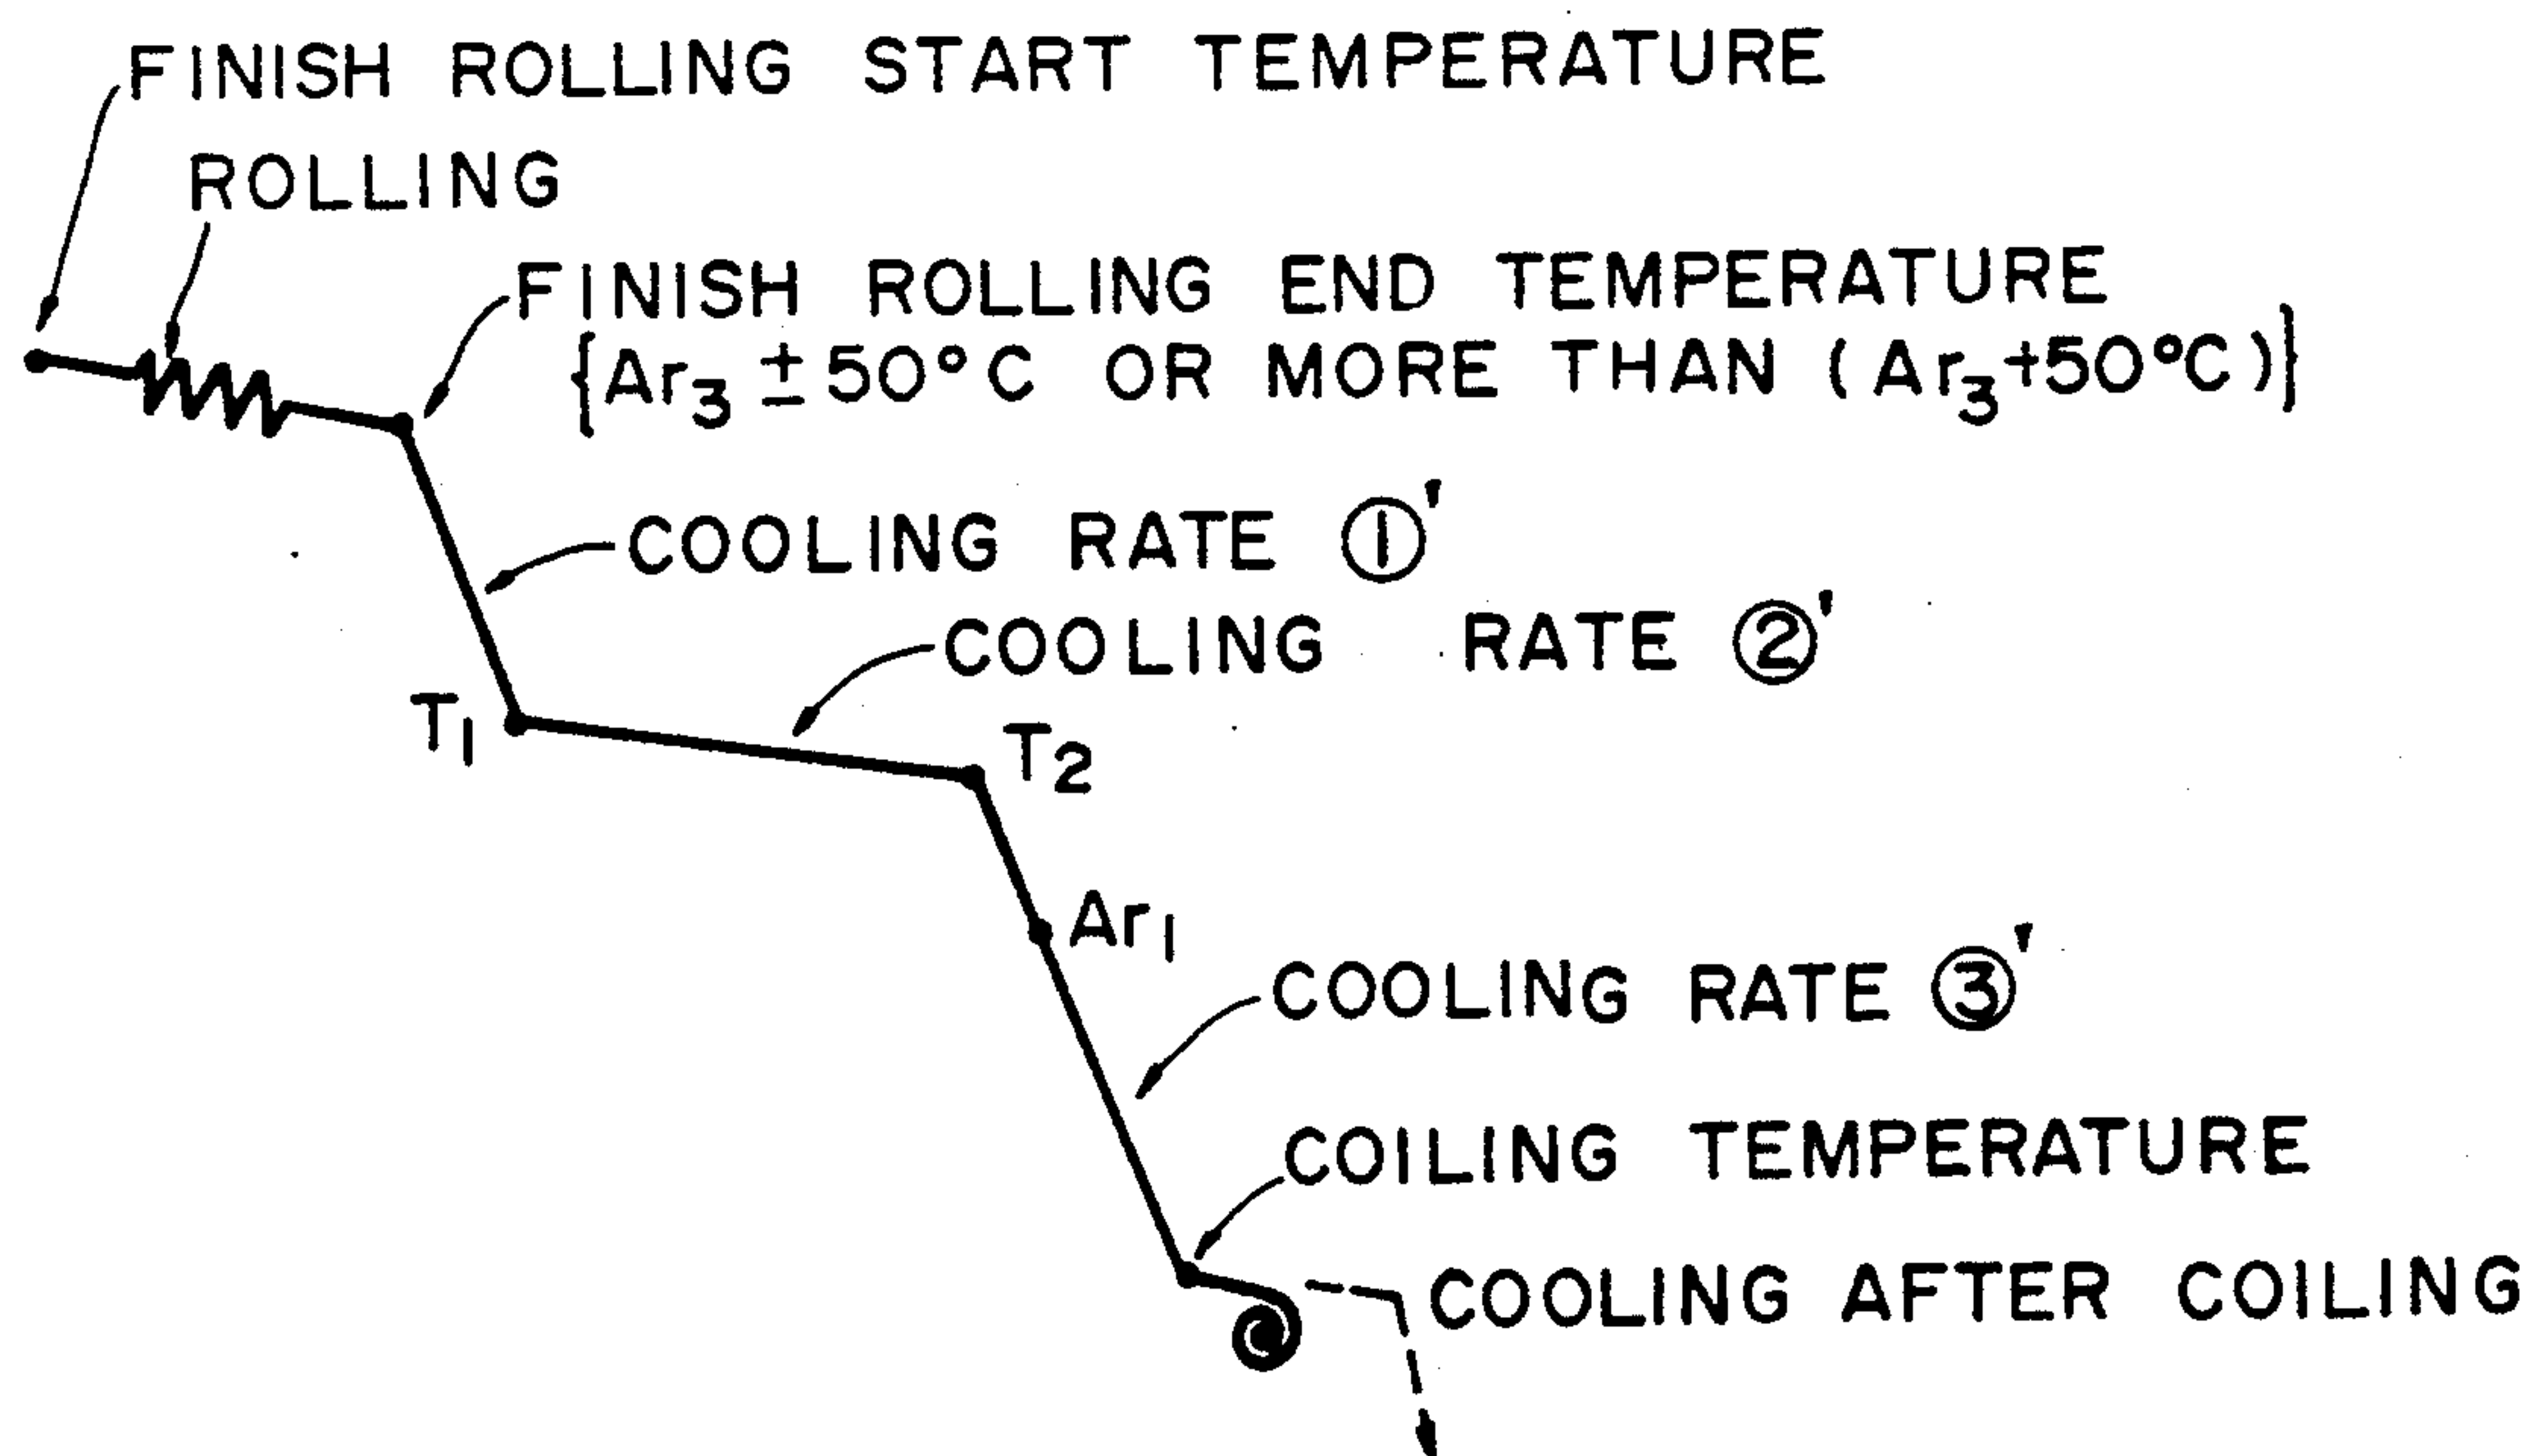 FINISH ROLLING START TEMPERATURE
ROLLING
FINISH ROLLING END TEMPERATURE
{Ar₃ ± 50°C OR MORE THAN (Ar₃+50°C)}
COOLING RATE ①'
COOLING RATE ②'
T₁
T₂
Ar₁
COOLING RATE ③'
COILING TEMPERATURE
COOLING AFTER COILING